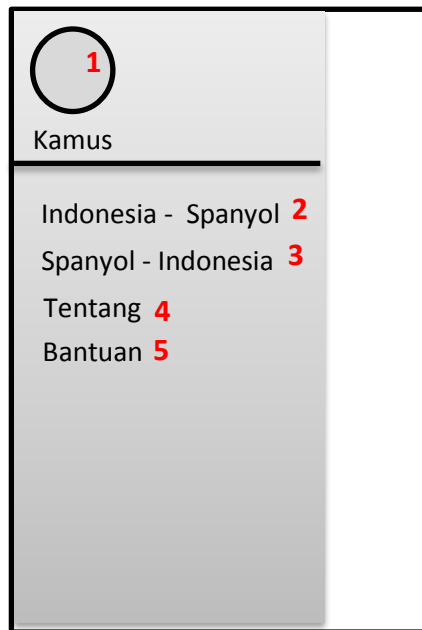 1
Kamus
Indonesia - Spanyol 2
Spanyol - Indonesia 3
Tentang 4
Bantuan 5